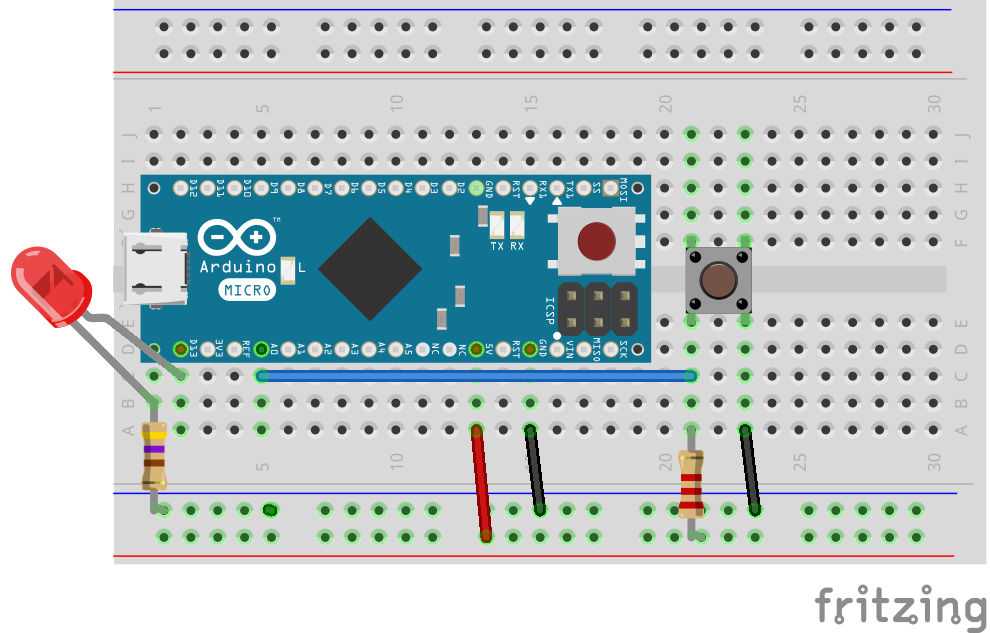 1 5 10 15 20 25 30
J J
I I
H D12 D11 D10 D9 D8 D7 D6 D5 D4 D3 D2 GND RST RX1 TX1 SS MOSI H
G G
F F
™
TX RX
Arduino L
MICRO
ICSP
E E
D D13 3V3 REF A0 A1 A2 A3 A4 A5 NC NC 5V RST GND VIN MISO SCK D
C C
B B
A A
5 10 20 25 30
fritzing